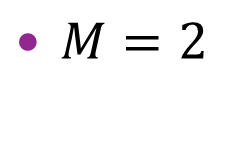 • M = 2